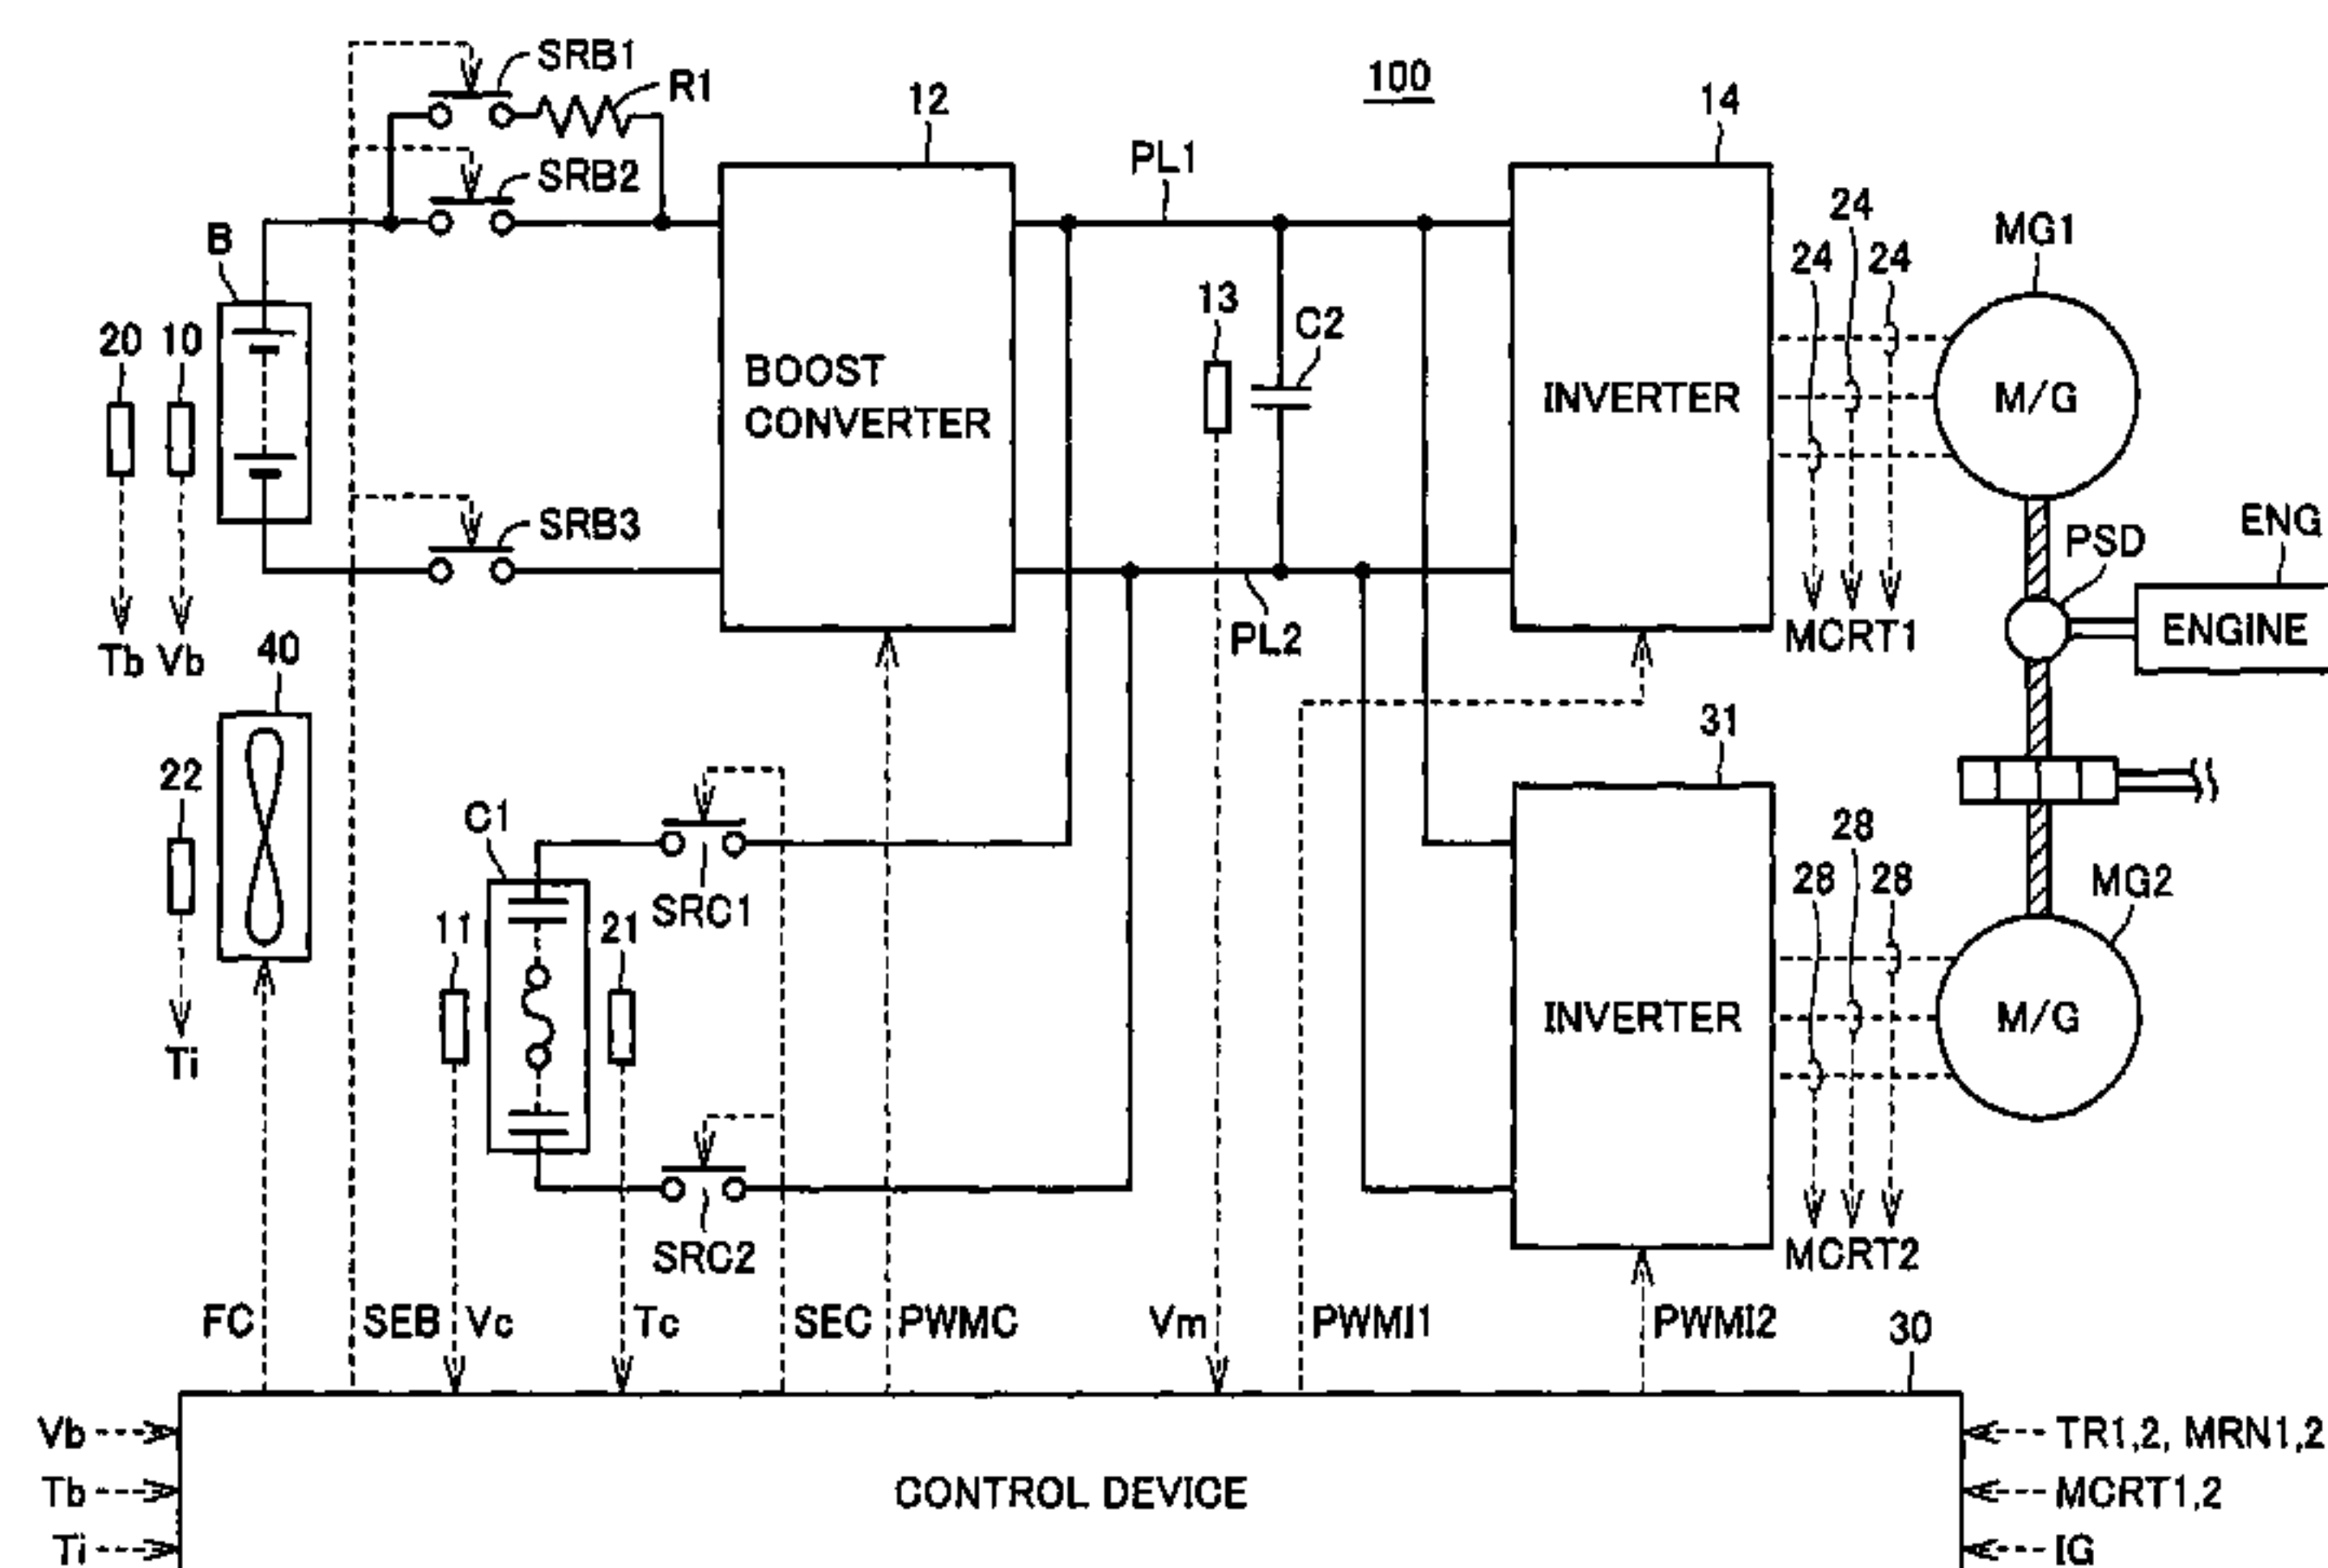 SRB1
R1
100
12
14
SRB2
PL1
24
B
MG1
24
24
13
C2
20
10
BOOST
CONVERTER
INVERTER
M/G
SRB3
ENG
PSD
PL2
MCRT1
ENGINE
Tb
Vb
40
31
22
C1
28
SRC1
28
28
MG2
11
21
INVERTER
M/G
Ti
SRC2
MCRT2
FC
SEB
Vc
Tc
SEC
PWMC
Vm
PWMI1
PWMI2
30
Vb
TR1,2, MRN1,2
Tb
CONTROL DEVICE
MCRT1,2
Ti
IG